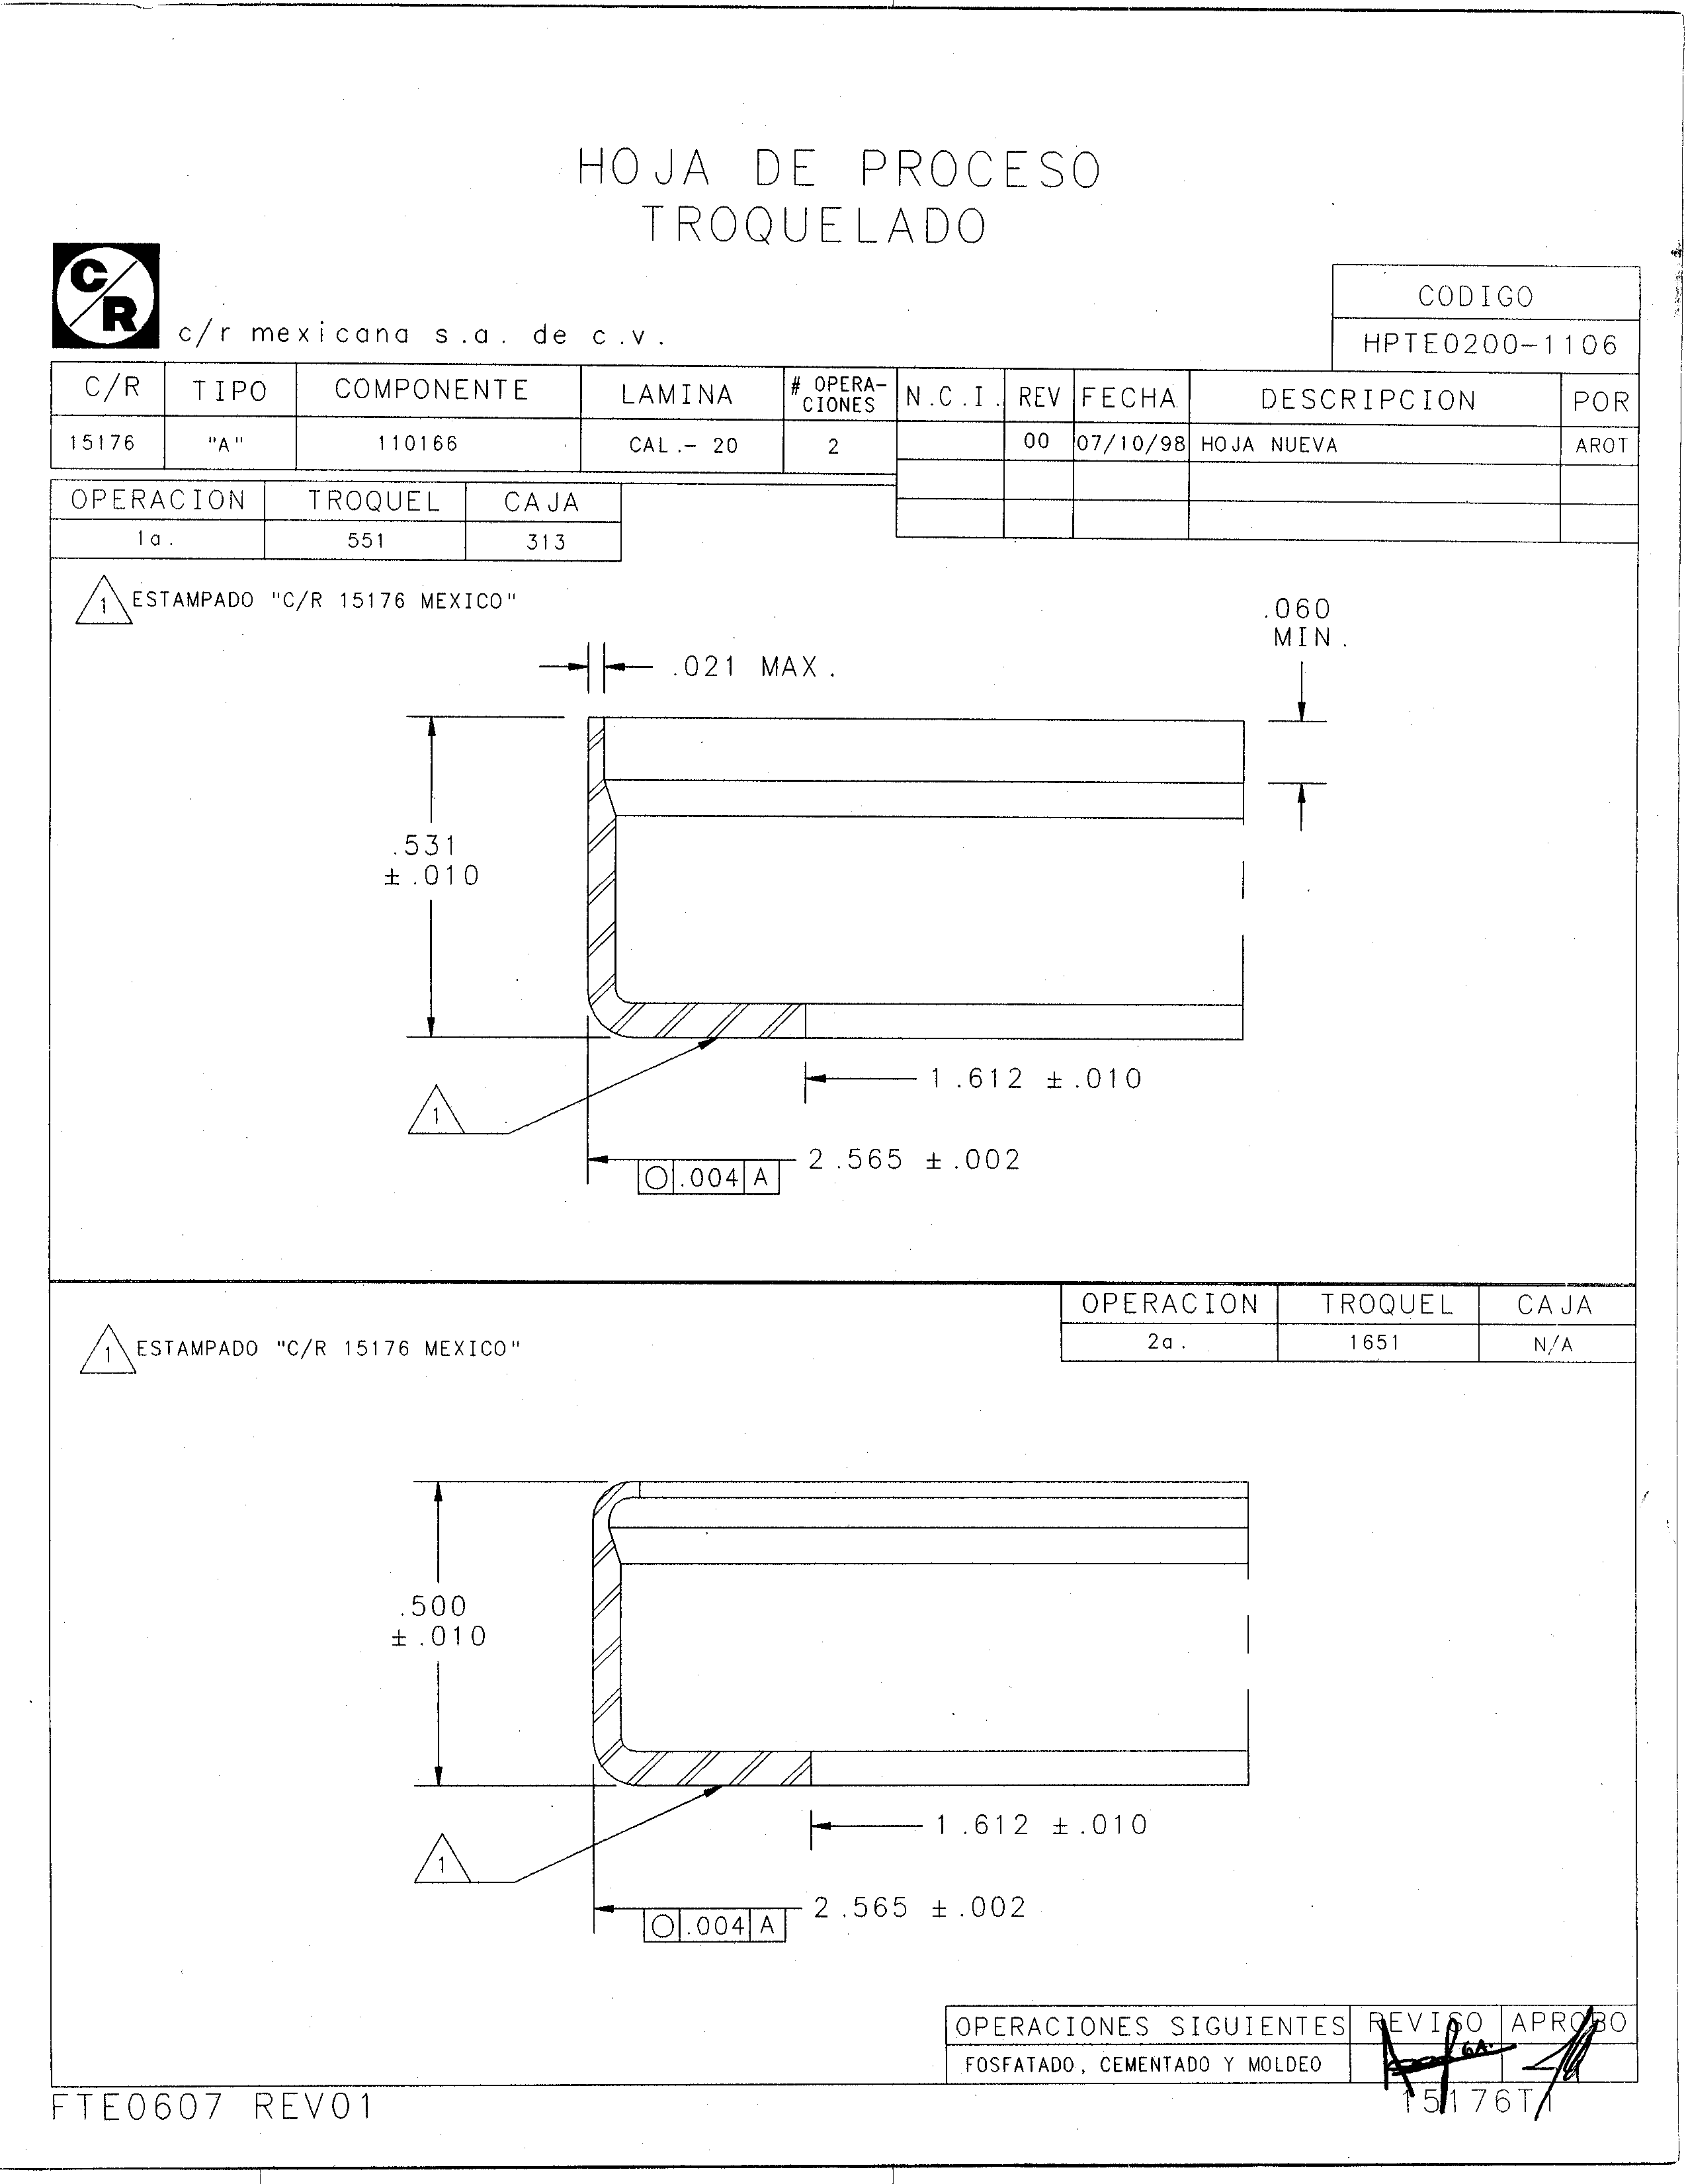 HOJA DE PROCESO
TROQUELADO
C/R
c/r mexicana s.a. de c.v.
CODIGO
HPTE0200-1106
C/R TIPO COMPONENTE LAMINA # OPERA-CIONES N.C.I. REV FECHA DESCRIPCION POR
15176 "A" 110166 CAL.- 20 2 00 07/10/98 HOJA NUEVA AROT
OPERACION TROQUEL CAJA
1a. 551 313
1 ESTAMPADO "C/R 15176 MEXICO"
.060
MIN.
.021 MAX.
.531
±.010
1.612 ±.010
1
2.565 ±.002
○ .004 A
OPERACION TROQUEL CAJA
2a. 1651 N/A
1 ESTAMPADO "C/R 15176 MEXICO"
.500
±.010
1.612 ±.010
1
2.565 ±.002
○ .004 A
OPERACIONES SIGUIENTES REVISO APROBO
FOSFATADO, CEMENTADO Y MOLDEO
FTE0607 REV01
15176T1